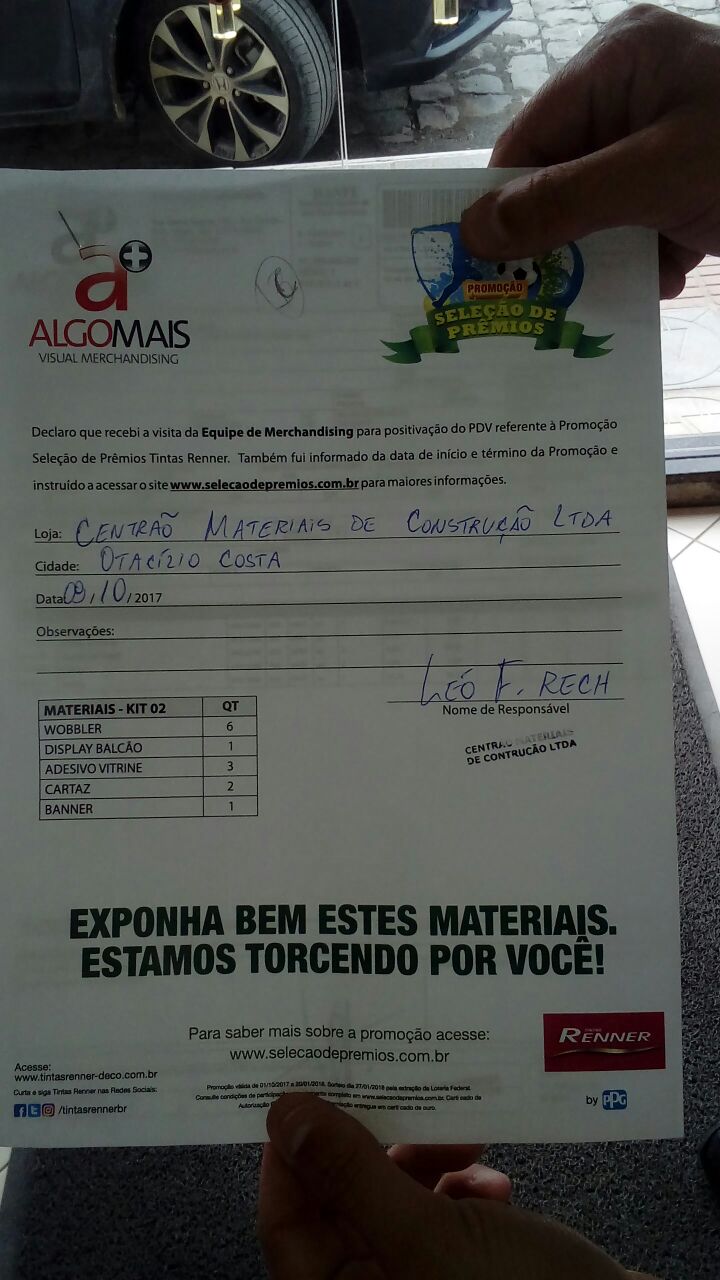 a+
ALGOMAIS
VISUAL MERCHANDISING
6
PROMOÇÃO
SELEÇÃO DE
PRÊMIOS
Declaro que recebi a visita da Equipe de Merchandising para positivação do PDV referente à Promoção
Seleção de Prêmios Tintas Renner. Também fui informado da data de início e término da Promoção e
instruído a acessar o site www.selecaodepremios.com.br para maiores informações.
Loja: CENTRAÕ MATERIAIS DE CONSTRUÇÃO LTDA
Cidade: OTACÍZIO COSTA
Data 09/10/2017
Observações:
LEÓ F. RECH
Nome de Responsável
CENTRAO MATERIAIS
DE CONTRUÇÃO LTDA
MATERIAIS - KIT 02 QT
WOBBLER 6
DISPLAY BALCÃO 1
ADESIVO VITRINE 3
CARTAZ 2
BANNER 1
EXPONHA BEM ESTES MATERIAIS.
ESTAMOS TORCENDO POR VOCÊ!
Para saber mais sobre a promoção acesse:
www.selecaodepremios.com.br
TINTAS
RENNER
by PPG
Acesse:
www.tintasrenner-deco.com.br
Curta e siga Tintas Renner nas Redes Sociais:
/tintasrennerbr
Promoção válida de 01/10/2017 a 20/01/2018. Sorteio dia 27/01/2018 pela extração da Loteria Federal.
Consulte condições de completo em www.selecaodepremios.com.br. Certificado de
Autorização entregue em certificado de ouro.